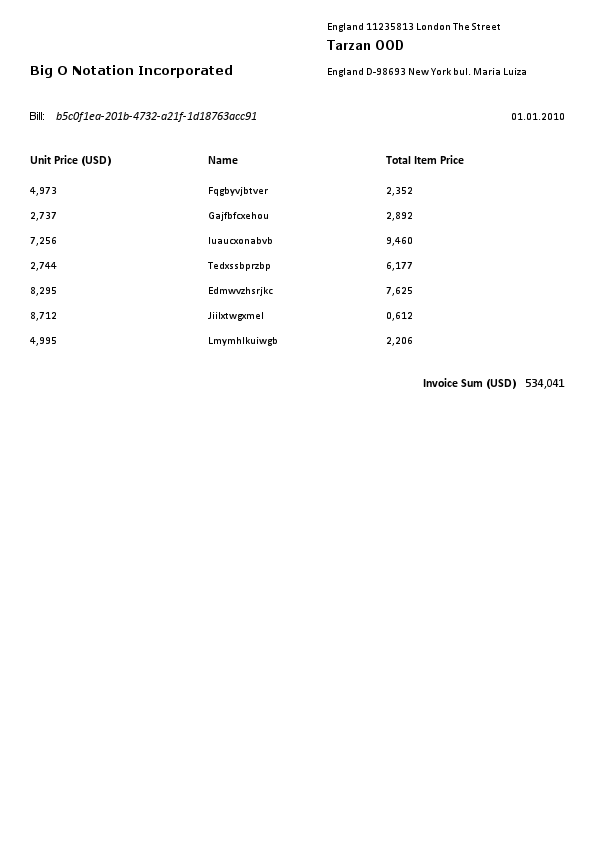 England 11235813 London The Street
Tarzan OOD
Big O Notation Incorporated
England D-98693 New York bul. Maria Luiza
Bill: b5c0f1ea-201b-4732-a21f-1d18763acc91 01.01.2010
Unit Price (USD) Name Total Item Price
4,973 Fqgbyvjbtver 2,352
2,737 Gajfbfcxehou 2,892
7,256 Iuaucxonabvb 9,460
2,744 Tedxssbprzbp 6,177
8,295 Edmwvzhsrjkc 7,625
8,712 Jiilxtwgxmel 0,612
4,995 Lmymhlkuiwgb 2,206
Invoice Sum (USD) 534,041